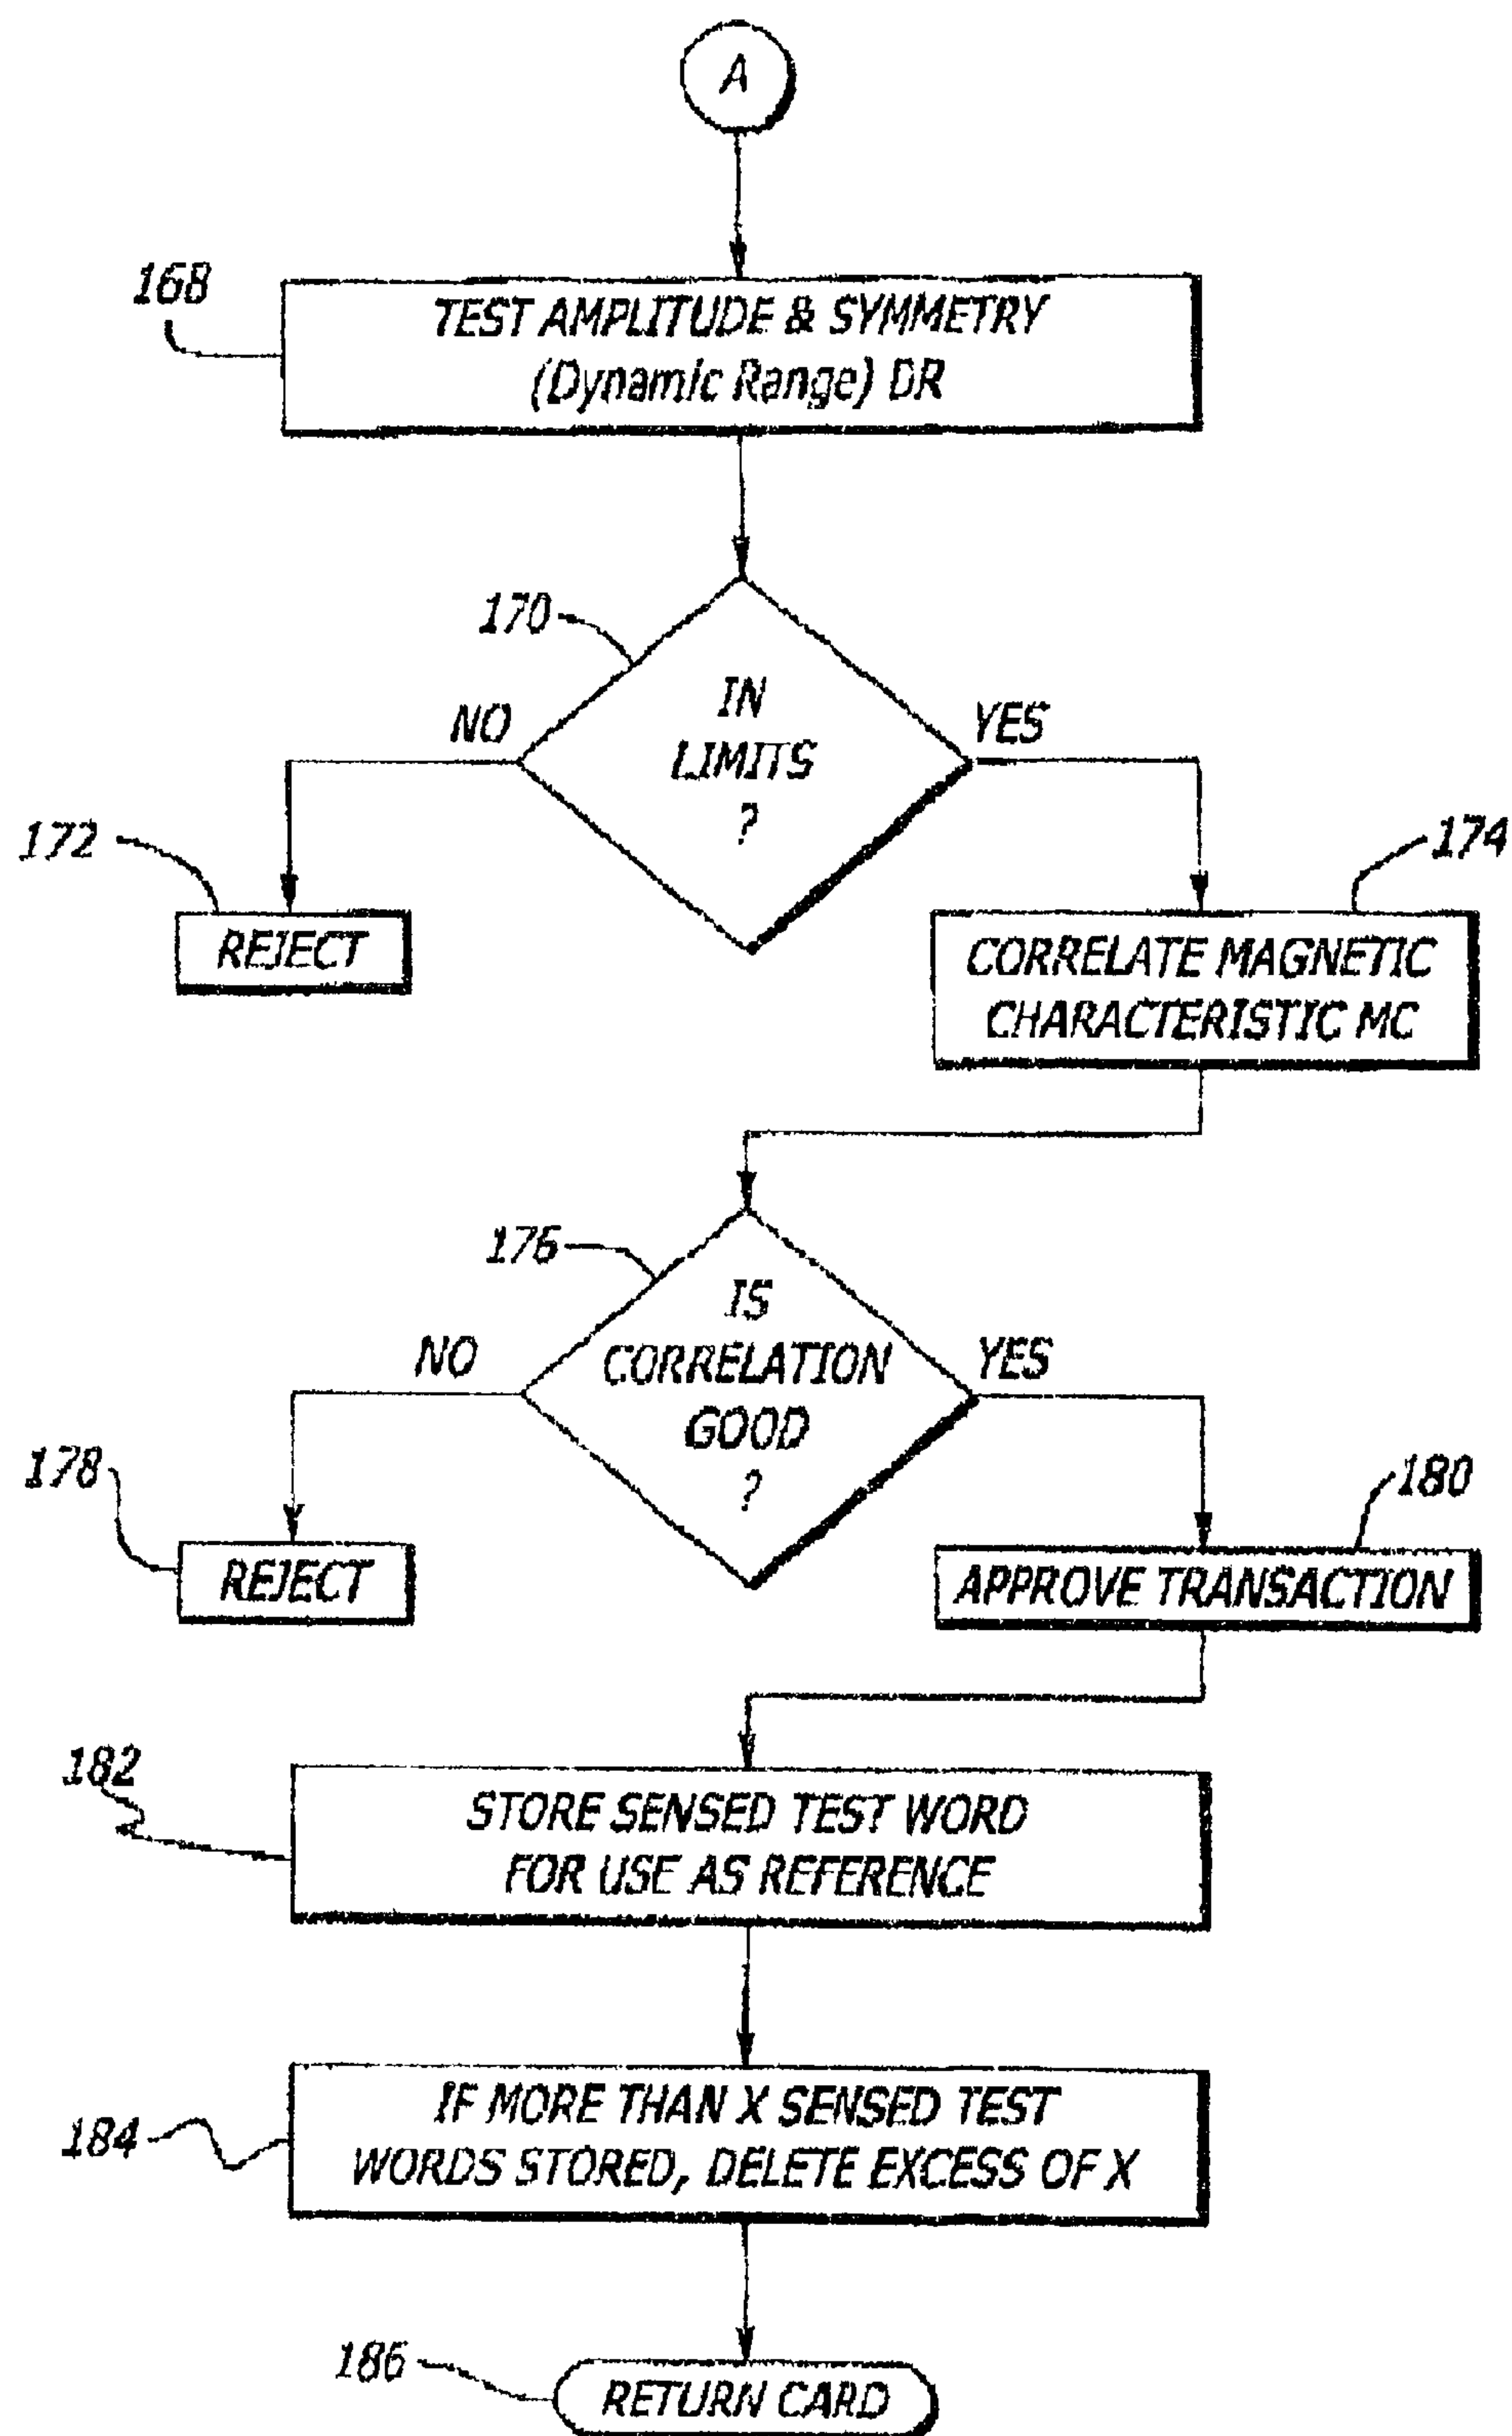 A
168
TEST AMPLITUDE & SYMMETRY
(Dynamic Range) DR
170
IN
LIMITS
?
NO
YES
172
REJECT
174
CORRELATE MAGNETIC
CHARACTERISTIC MC
176
IS
CORRELATION
GOOD
?
NO
YES
178
REJECT
180
APPROVE TRANSACTION
182
STORE SENSED TEST WORD
FOR USE AS REFERENCE
184
IF MORE THAN X SENSED TEST
WORDS STORED, DELETE EXCESS OF X
186
RETURN CARD